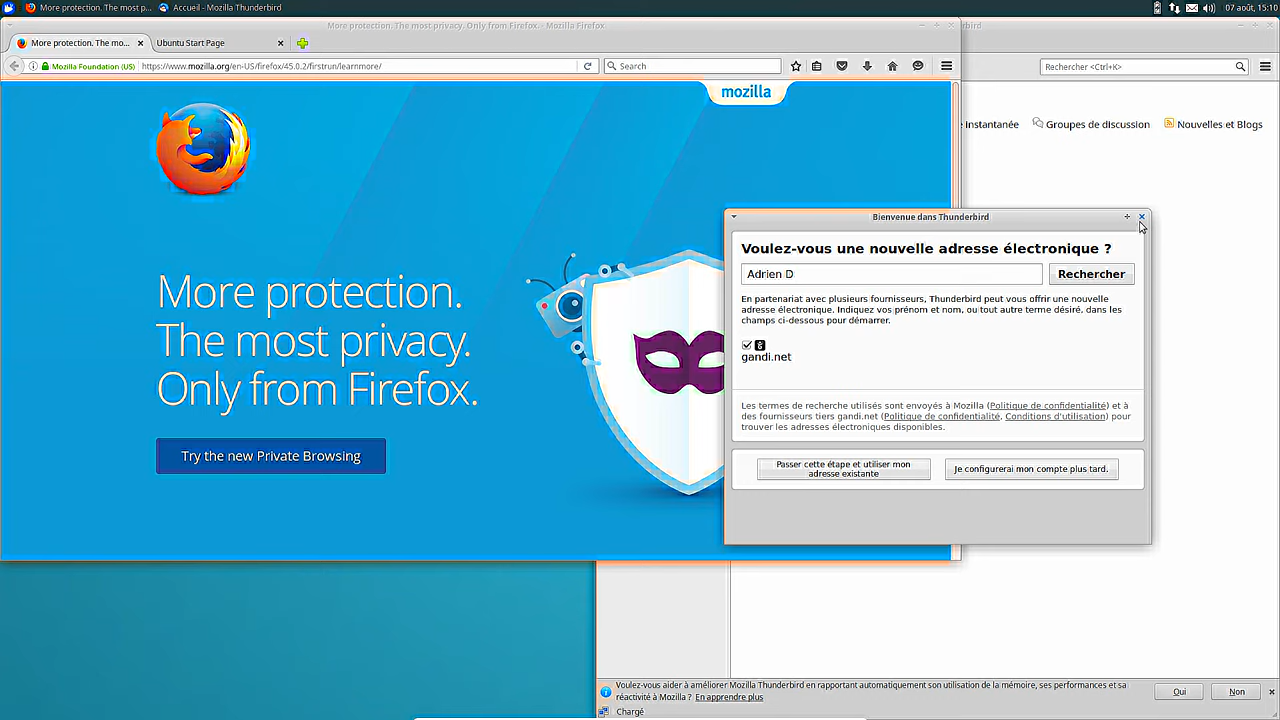 More protection. The most p...
Accueil - Mozilla Thunderbird
07 août, 15:10
More protection. The most privacy. Only from Firefox. - Mozilla Firefox
More protection. The mo...
Ubuntu Start Page
Mozilla Foundation (US)
https://www.mozilla.org/en-US/firefox/45.0.2/firstrun/learnmore/
Search
Rechercher <Ctrl+K>
mozilla
Instantanée
Groupes de discussion
Nouvelles et Blogs
More protection.
The most privacy.
Only from Firefox.
Try the new Private Browsing
Bienvenue dans Thunderbird
Voulez-vous une nouvelle adresse électronique ?
Adrien D
Rechercher
En partenariat avec plusieurs fournisseurs, Thunderbird peut vous offrir une nouvelle
adresse électronique. Indiquez vos prénom et nom, ou tout autre terme désiré, dans les
champs ci-dessous pour démarrer.
gandi.net
Les termes de recherche utilisés sont envoyés à Mozilla (Politique de confidentialité) et à
des fournisseurs tiers gandi.net (Politique de confidentialité, Conditions d'utilisation) pour
trouver les adresses électroniques disponibles.
Passer cette étape et utiliser mon
adresse existante
Je configurerai mon compte plus tard.
Voulez-vous aider à améliorer Mozilla Thunderbird en rapportant automatiquement son utilisation de la mémoire, ses performances et sa
réactivité à Mozilla ? En apprendre plus
Oui
Non
Chargé